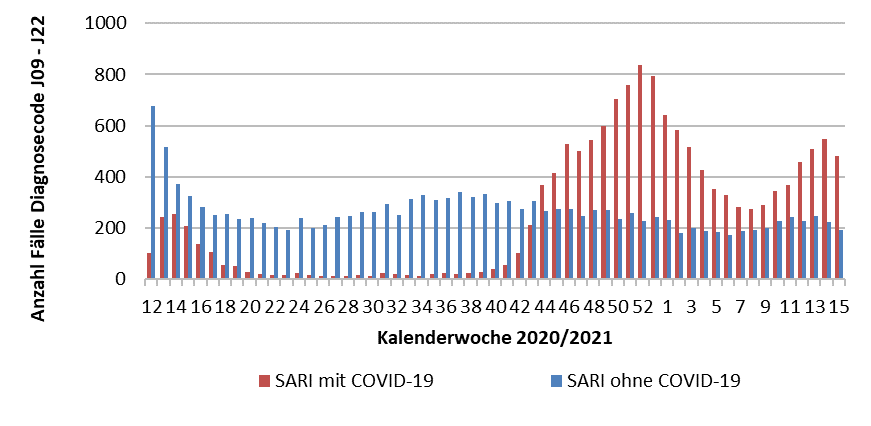 Anzahl Fälle Diagnosecode J09 - J22
1000
800
600
400
200
0
12 14 16 18 20 22 24 26 28 30 32 34 36 38 40 42 44 46 48 50 52 1 3 5 7 9 11 13 15
Kalenderwoche 2020/2021
SARI mit COVID-19 SARI ohne COVID-19